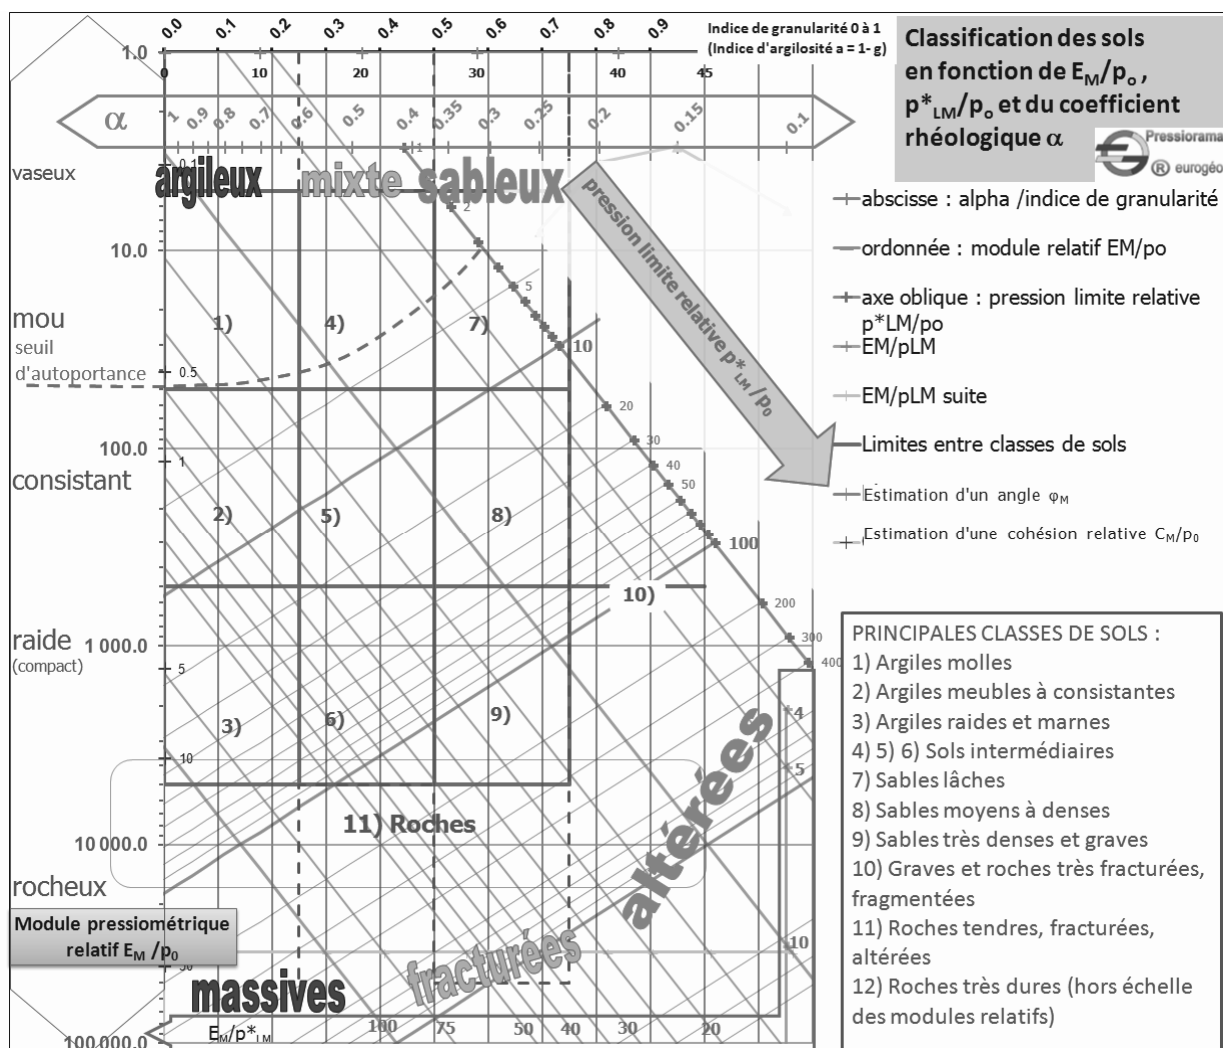 0.0 0.1 0.2 0.3 0.4 0.5 0.6 0.7 0.8 0.9
Indice de granularité 0 à 1
(Indice d'argilosité a = 1- g)
Classification des sols
en fonction de EM/po ,
p*LM/po et du coefficient
rhéologique α
Pressiorama
® eurogéo
1.0
0 10 20 30 40 45
α
1 0.9 0.8 0.7 0.6 0.5 0.4 0.35 0.3 0.25 0.2 0.15 0.1
1
vaseux
0.1
argileux mixte sableux
2
5
10
20
30
40
50
100
200
300
400
pression limite relative p*LM/p0
abscisse : alpha /indice de granularité
ordonnée : module relatif EM/po
axe oblique : pression limite relative
p*LM/po
EM/pLM
EM/pLM suite
Limites entre classes de sols
Estimation d'un angle φM
Estimation d'une cohésion relative CM/p0
10.0
mou
seuil
d'autoportance
0.5
1) 4) 7)
100.0
1
consistant
2) 5) 8)
10)
raide
(compact)
1 000.0
5
3) 6) 9)
10
11) Roches
10 000.0
rocheux
Module pressiométrique
relatif EM /p0
massives
fracturées
altérées
4
5
10
EM/p*LM
100 75 50 40 30 20
100 000.0
PRINCIPALES CLASSES DE SOLS :
1) Argiles molles
2) Argiles meubles à consistantes
3) Argiles raides et marnes
4) 5) 6) Sols intermédiaires
7) Sables lâches
8) Sables moyens à denses
9) Sables très denses et graves
10) Graves et roches très fracturées,
fragmentées
11) Roches tendres, fracturées,
altérées
12) Roches très dures (hors échelle
des modules relatifs)